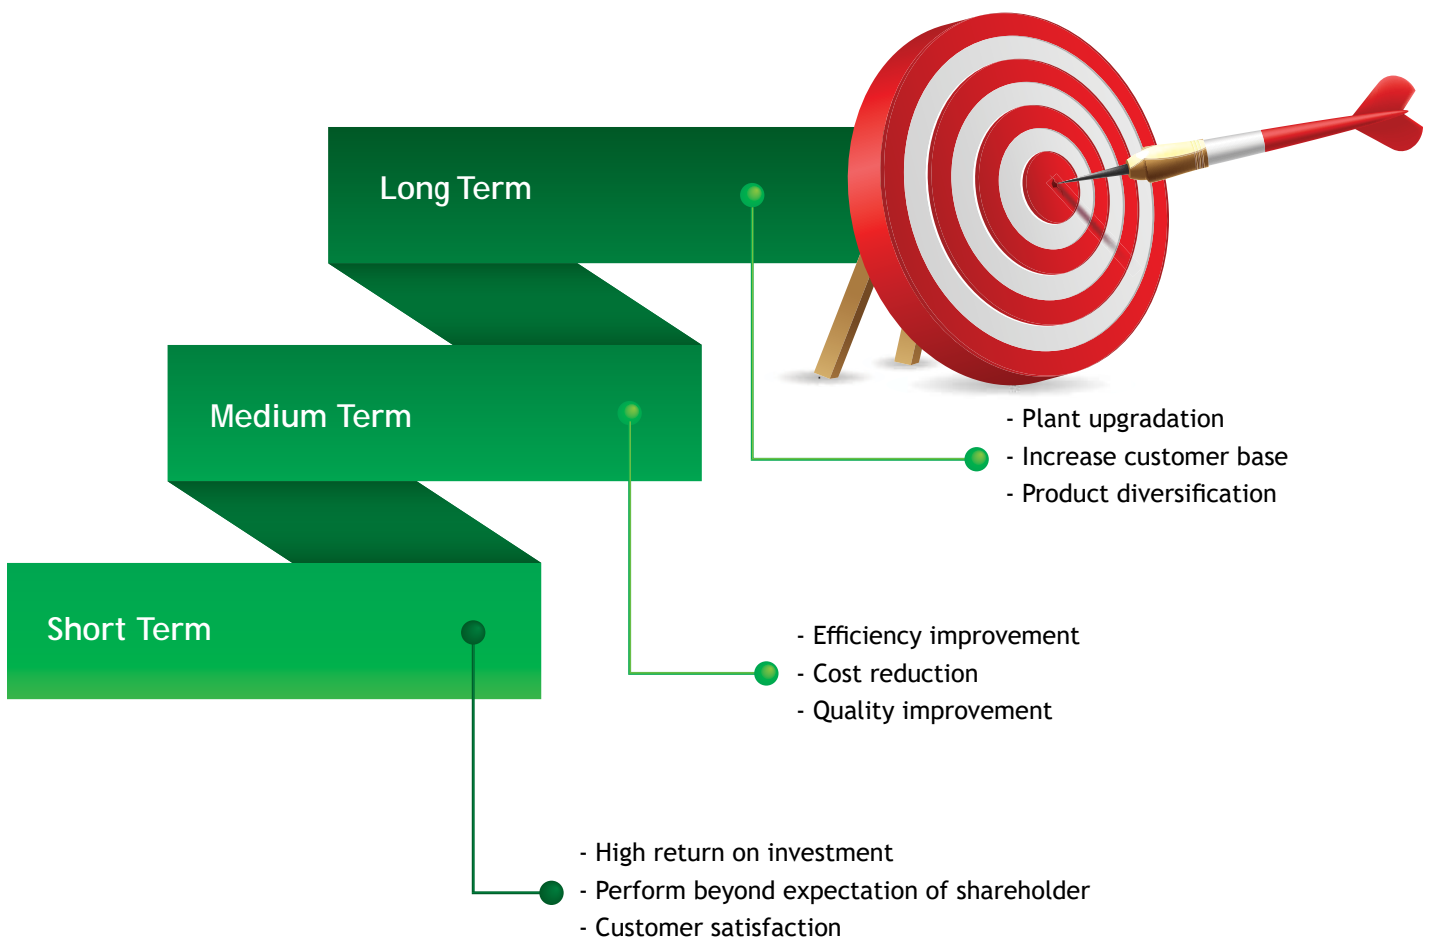 Long Term
- Plant upgradation
- Increase customer base
- Product diversification
Medium Term
- Efficiency improvement
- Cost reduction
- Quality improvement
Short Term
- High return on investment
- Perform beyond expectation of shareholder
- Customer satisfaction